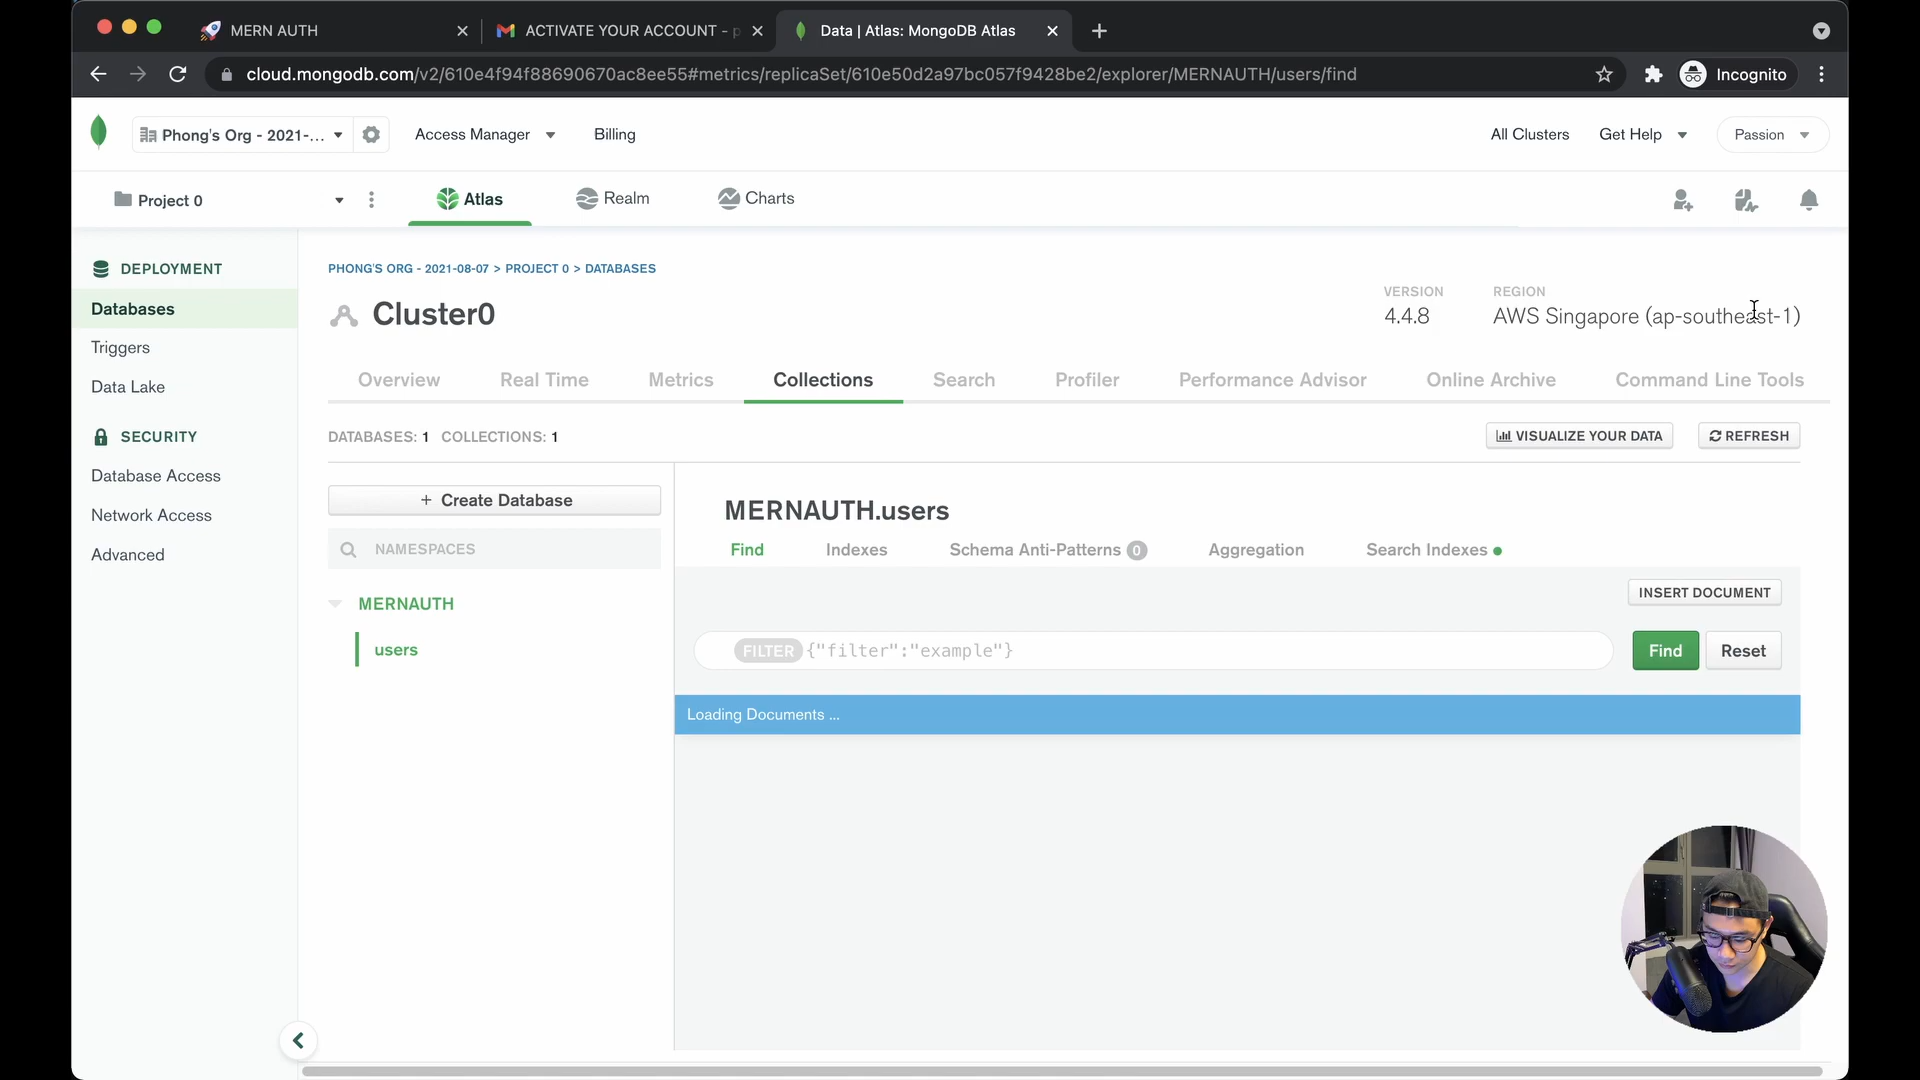 MERN AUTH
ACTIVATE YOUR ACCOUNT - p
Data | Atlas: MongoDB Atlas
cloud.mongodb.com/v2/610e4f94f88690670ac8ee55#metrics/replicaSet/610e50d2a97bc057f9428be2/explorer/MERNAUTH/users/find
Incognito
Phong's Org - 2021-...
Access Manager
Billing
All Clusters
Get Help
Passion
Project 0
Atlas
Realm
Charts
DEPLOYMENT
Databases
Triggers
Data Lake
SECURITY
Database Access
Network Access
Advanced
PHONG'S ORG - 2021-08-07 > PROJECT 0 > DATABASES
Cluster0
VERSION
4.4.8
REGION
AWS Singapore (ap-southeast-1)
Overview
Real Time
Metrics
Collections
Search
Profiler
Performance Advisor
Online Archive
Command Line Tools
DATABASES: 1 COLLECTIONS: 1
VISUALIZE YOUR DATA
REFRESH
+ Create Database
NAMESPACES
MERNAUTH
users
MERNAUTH.users
Find
Indexes
Schema Anti-Patterns 0
Aggregation
Search Indexes
INSERT DOCUMENT
FILTER {"filter":"example"}
Find
Reset
Loading Documents ...